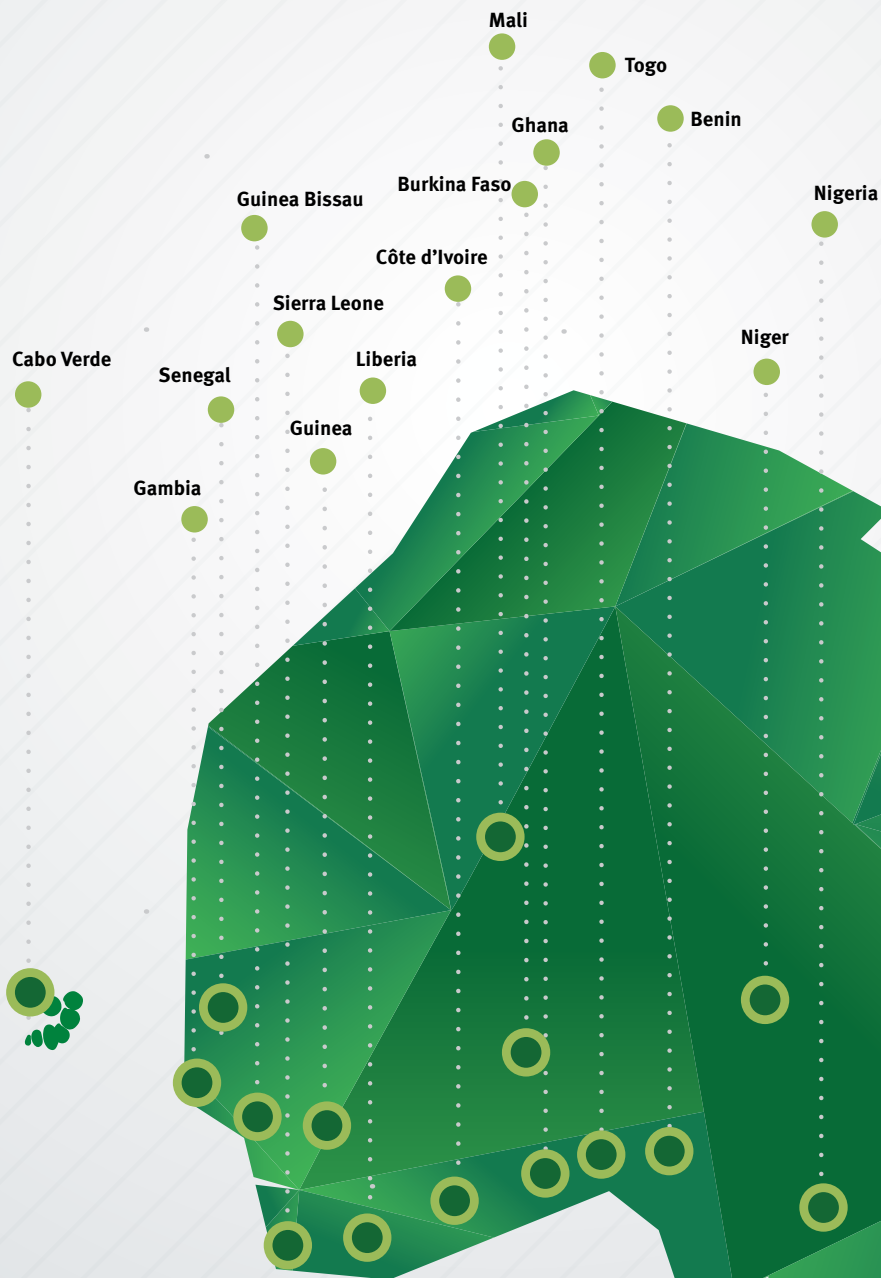 Mali
Togo
Benin
Ghana
Burkina Faso
Nigeria
Guinea Bissau
Côte d'Ivoire
Sierra Leone
Niger
Cabo Verde
Liberia
Senegal
Guinea
Gambia